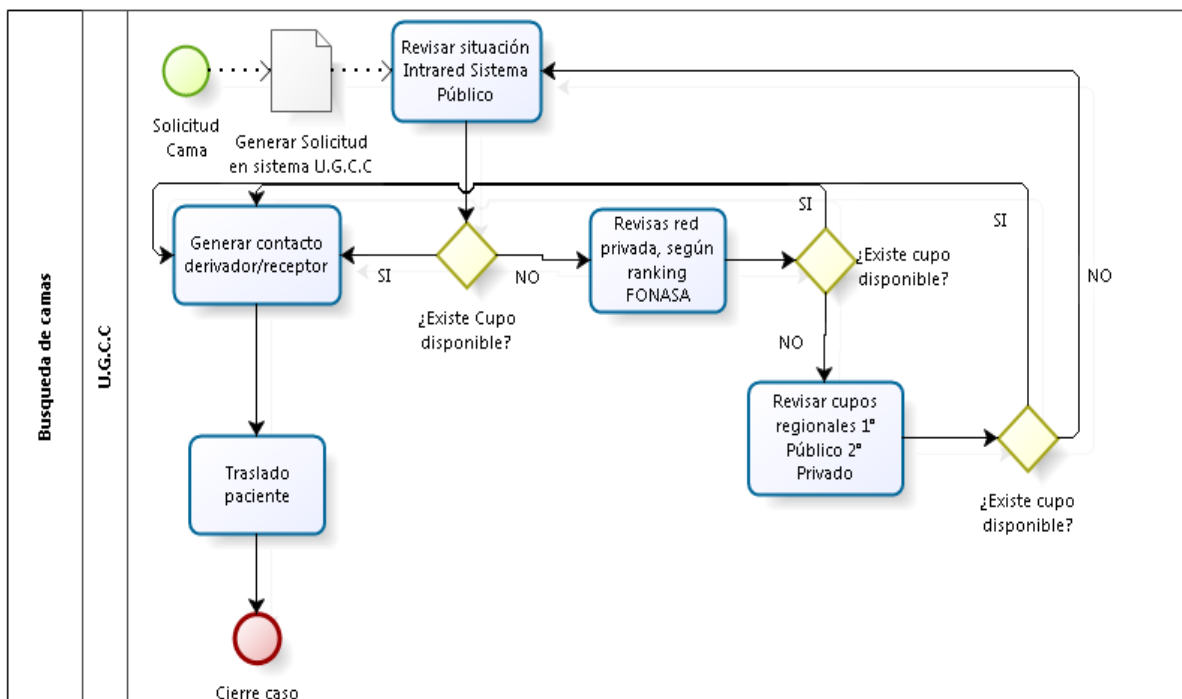 Busqueda de camas
U.G.C.C
Solicitud
Cama
Generar Solicitud
en sistema U.G.C.C
Revisar situación
Intrared Sistema
Público
Generar contacto
derivador/receptor
SI
¿Existe Cupo
disponible?
NO
Revisas red
privada, según
ranking
FONASA
SI
¿Existe cupo
disponible?
NO
SI
NO
Revisar cupos
regionales 1°
Público 2°
Privado
¿Existe cupo
disponible?
Traslado
paciente
Cierre caso